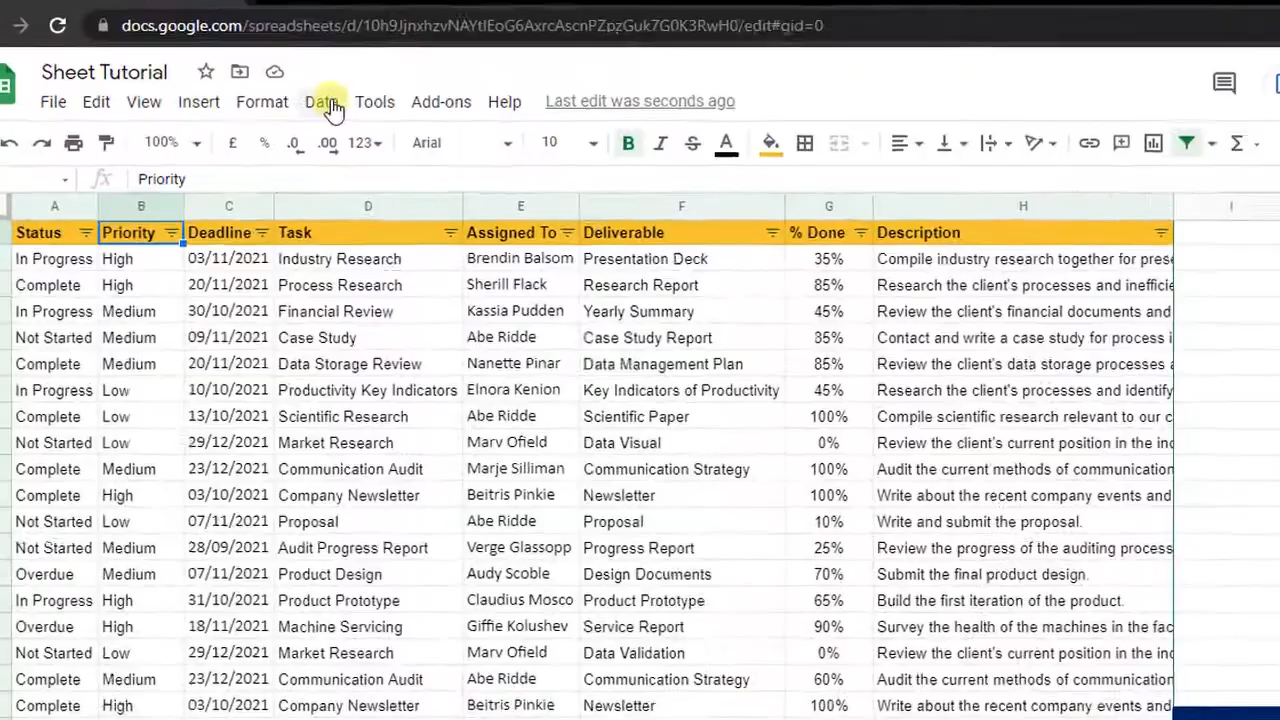 docs.google.com/spreadsheets/d/10h9JjnxhzvNAYtlEoG6AxrcAscnPZpzGuk7G0K3RwH0/edit#gid=0
Sheet Tutorial
File Edit View Insert Format Data Tools Add-ons Help Last edit was seconds ago
100% £ % .0 .00 123 Arial 10 B I S A Σ
fx Priority
A B C D E F G H I
Status Priority Deadline Task Assigned To Deliverable % Done Description
In Progress High 03/11/2021 Industry Research Brendin Balsom Presentation Deck 35% Compile industry research together for prese
Complete High 20/11/2021 Process Research Sherill Flack Research Report 85% Research the client's processes and inefficie
In Progress Medium 30/10/2021 Financial Review Kassia Pudden Yearly Summary 45% Review the client's financial documents and
Not Started Medium 09/11/2021 Case Study Abe Ridde Case Study Report 35% Contact and write a case study for process i
Complete Medium 20/11/2021 Data Storage Review Nanette Pinar Data Management Plan 85% Review the client's data storage processes
In Progress Low 10/10/2021 Productivity Key Indicators Elnora Kenion Key Indicators of Productivity 45% Research the client's processes and identify
Complete Low 13/10/2021 Scientific Research Abe Ridde Scientific Paper 100% Compile scientific research relevant to our c
Not Started Low 29/12/2021 Market Research Marv Ofield Data Visual 0% Review the client's current position in the inc
Complete Medium 23/12/2021 Communication Audit Marje Silliman Communication Strategy 100% Audit the current methods of communication
Complete High 03/10/2021 Company Newsletter Beitris Pinkie Newsletter 100% Write about the recent company events and
Not Started Low 07/11/2021 Proposal Abe Ridde Proposal 10% Write and submit the proposal.
Not Started Medium 28/09/2021 Audit Progress Report Verge Glassopp Progress Report 25% Review the progress of the auditing process
Overdue Medium 07/11/2021 Product Design Audy Scoble Design Documents 70% Submit the final product design.
In Progress High 31/10/2021 Product Prototype Claudius Mosco Product Prototype 65% Build the first iteration of the product.
Overdue High 18/11/2021 Machine Servicing Giffie Kolushev Service Report 90% Survey the health of the machines in the fac
Not Started Low 29/12/2021 Market Research Marv Ofield Data Validation 0% Review the client's current position in the inc
Complete Medium 23/12/2021 Communication Audit Abe Ridde Communication Strategy 60% Audit the current methods of communication
Complete High 03/10/2021 Company Newsletter Beitris Pinkie Newsletter 100% Write about the recent company events and